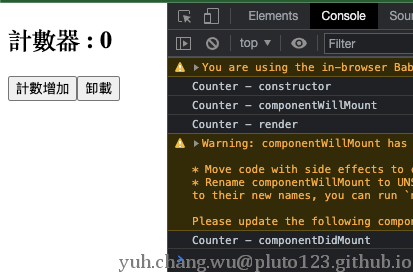 計數器 : 0
計數增加 卸載
Elements Console
top Filter
You are using the in-browser Bab
Counter - constructor
Counter - componentWillMount
Counter - render
Warning: componentWillMount has
* Move code with side effects to c
* Rename componentWillMount to UNS
to their new names, you can run `n
Please update the following compon
Counter - componentDidMount
yuh.chang.wu@pluto123.github.io